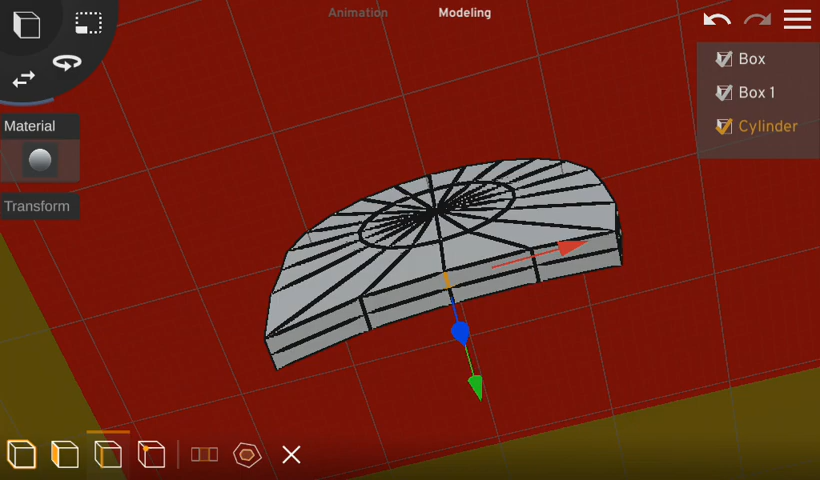 Animation
Modeling
Box
Box 1
Cylinder
Material
Transform